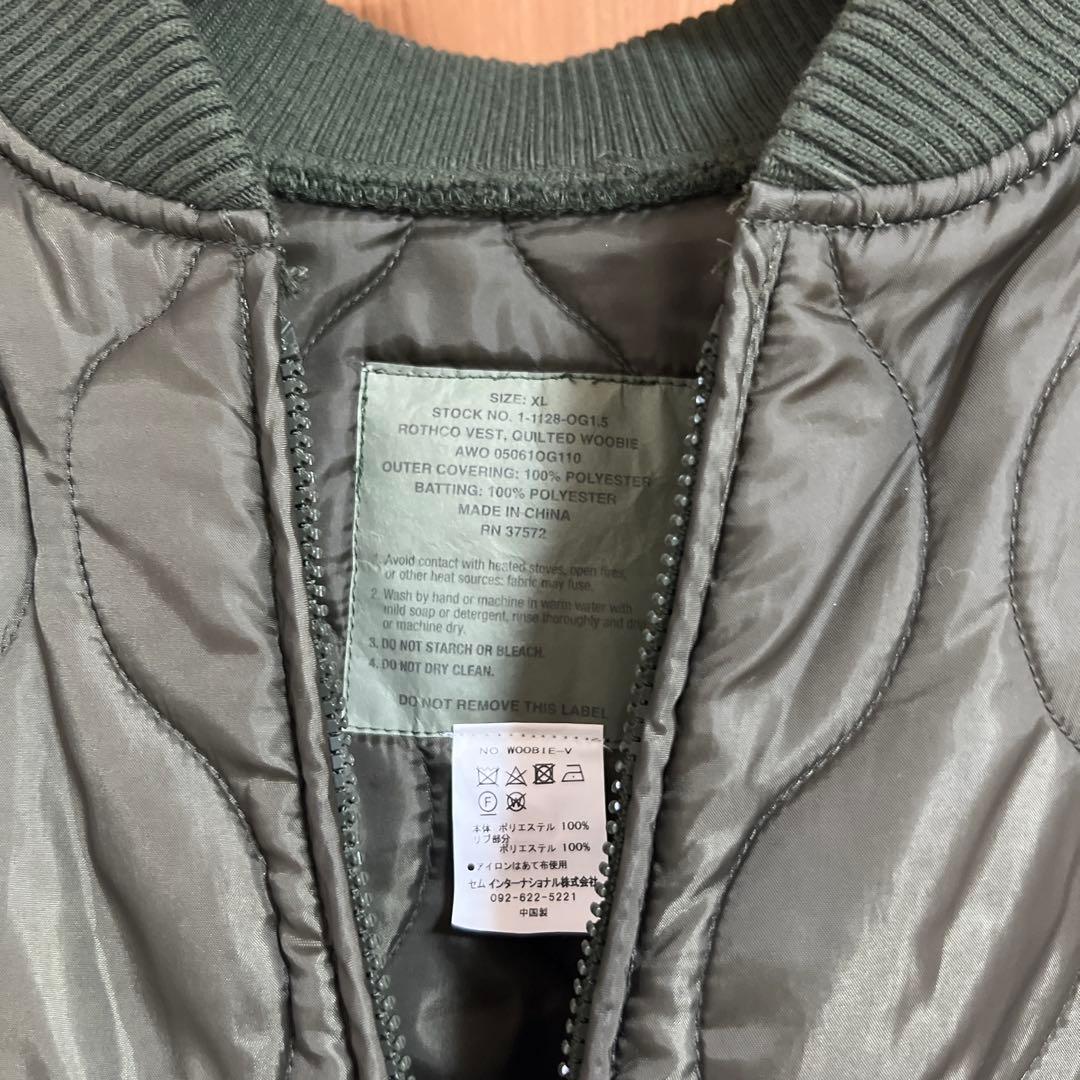 SIZE: XL
STOCK NO. 1-1128-OG1.5
ROTHCO VEST, QUILTED WOOBIE
AWO 05061OG110
OUTER COVERING: 100% POLYESTER
BATTING: 100% POLYESTER
MADE IN CHINA
RN 37572
1. Avoid contact with heated stoves, open fires,
or other heat sources: fabric may fuse.
2. Wash by hand or machine in warm water with
mild soap or detergent, rinse thoroughly and drip
or machine dry.
3. DO NOT STARCH OR BLEACH.
4. DO NOT DRY CLEAN.
DO NOT REMOVE THIS LABEL
NO. WOOBIE-V
F W
本体 ポリエステル 100%
リブ部分
ポリエステル 100%
●アイロンはあて布使用
セム インターナショナル株式会社
092-622-5221
中国製